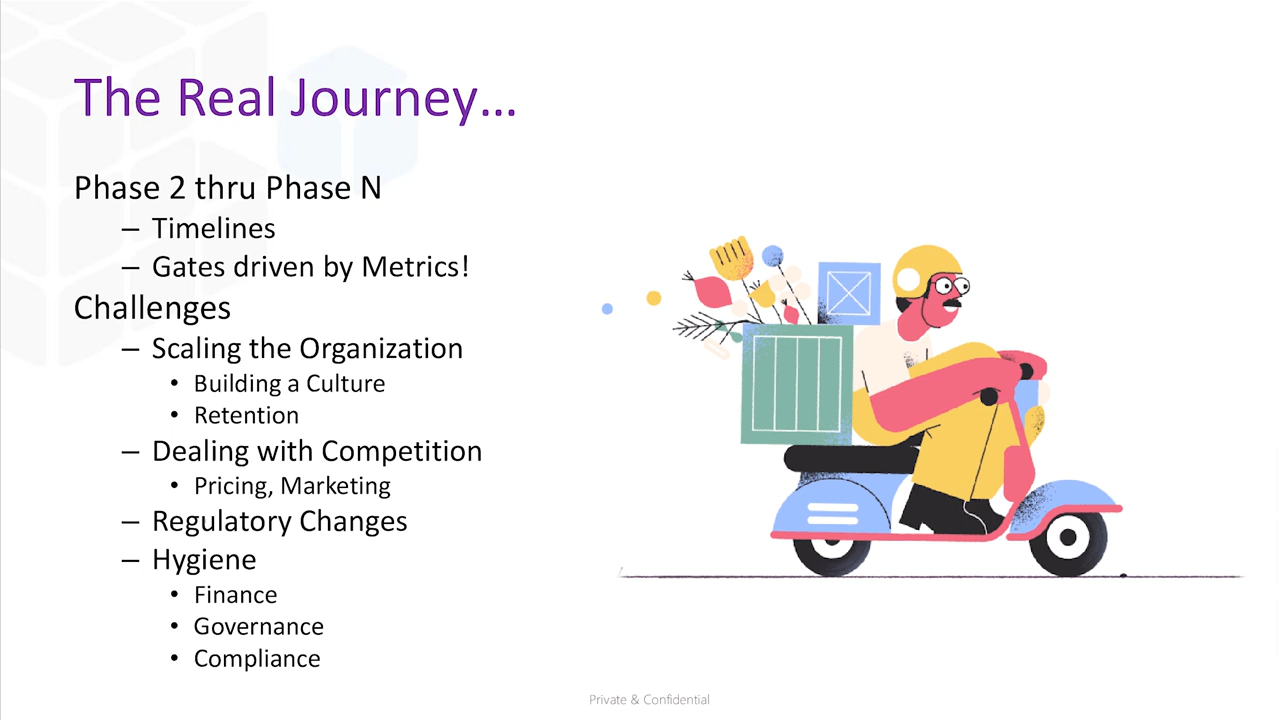 The Real Journey...
Phase 2 thru Phase N
– Timelines
– Gates driven by Metrics!
Challenges
– Scaling the Organization
• Building a Culture
• Retention
– Dealing with Competition
• Pricing, Marketing
– Regulatory Changes
– Hygiene
• Finance
• Governance
• Compliance
Private & Confidential